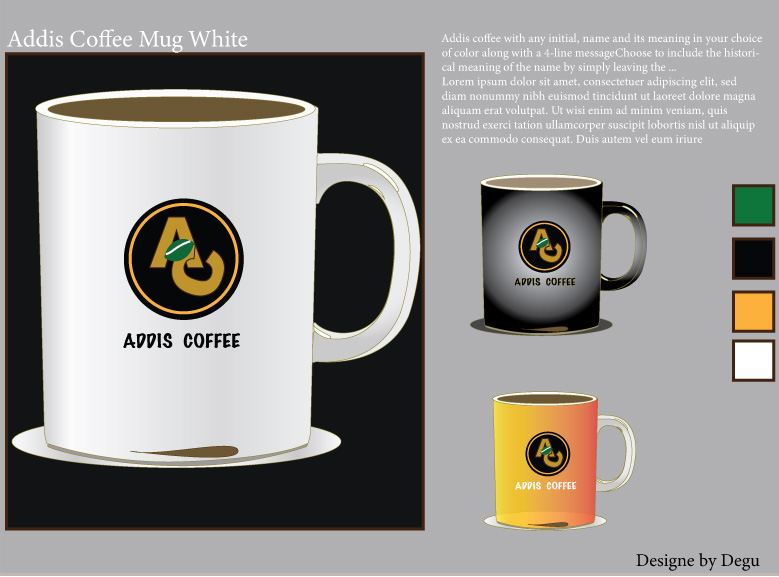 Addis Coffee Mug White
Addis coffee with any initial, name and its meaning in your choice
of color along with a 4-line messageChoose to include the histori-
cal meaning of the name by simply leaving the ...
Lorem ipsum dolor sit amet, consectetuer adipiscing elit, sed
diam nonummy nibh euismod tincidunt ut laoreet dolore magna
aliquam erat volutpat. Ut wisi enim ad minim veniam, quis
nostrud exerci tation ullamcorper suscipit lobortis nisl ut aliquip
ex ea commodo consequat. Duis autem vel eum iriure
AC
ADDIS COFFEE
AC
ADDIS COFFEE
AC
ADDIS COFFEE
Designe by Degu